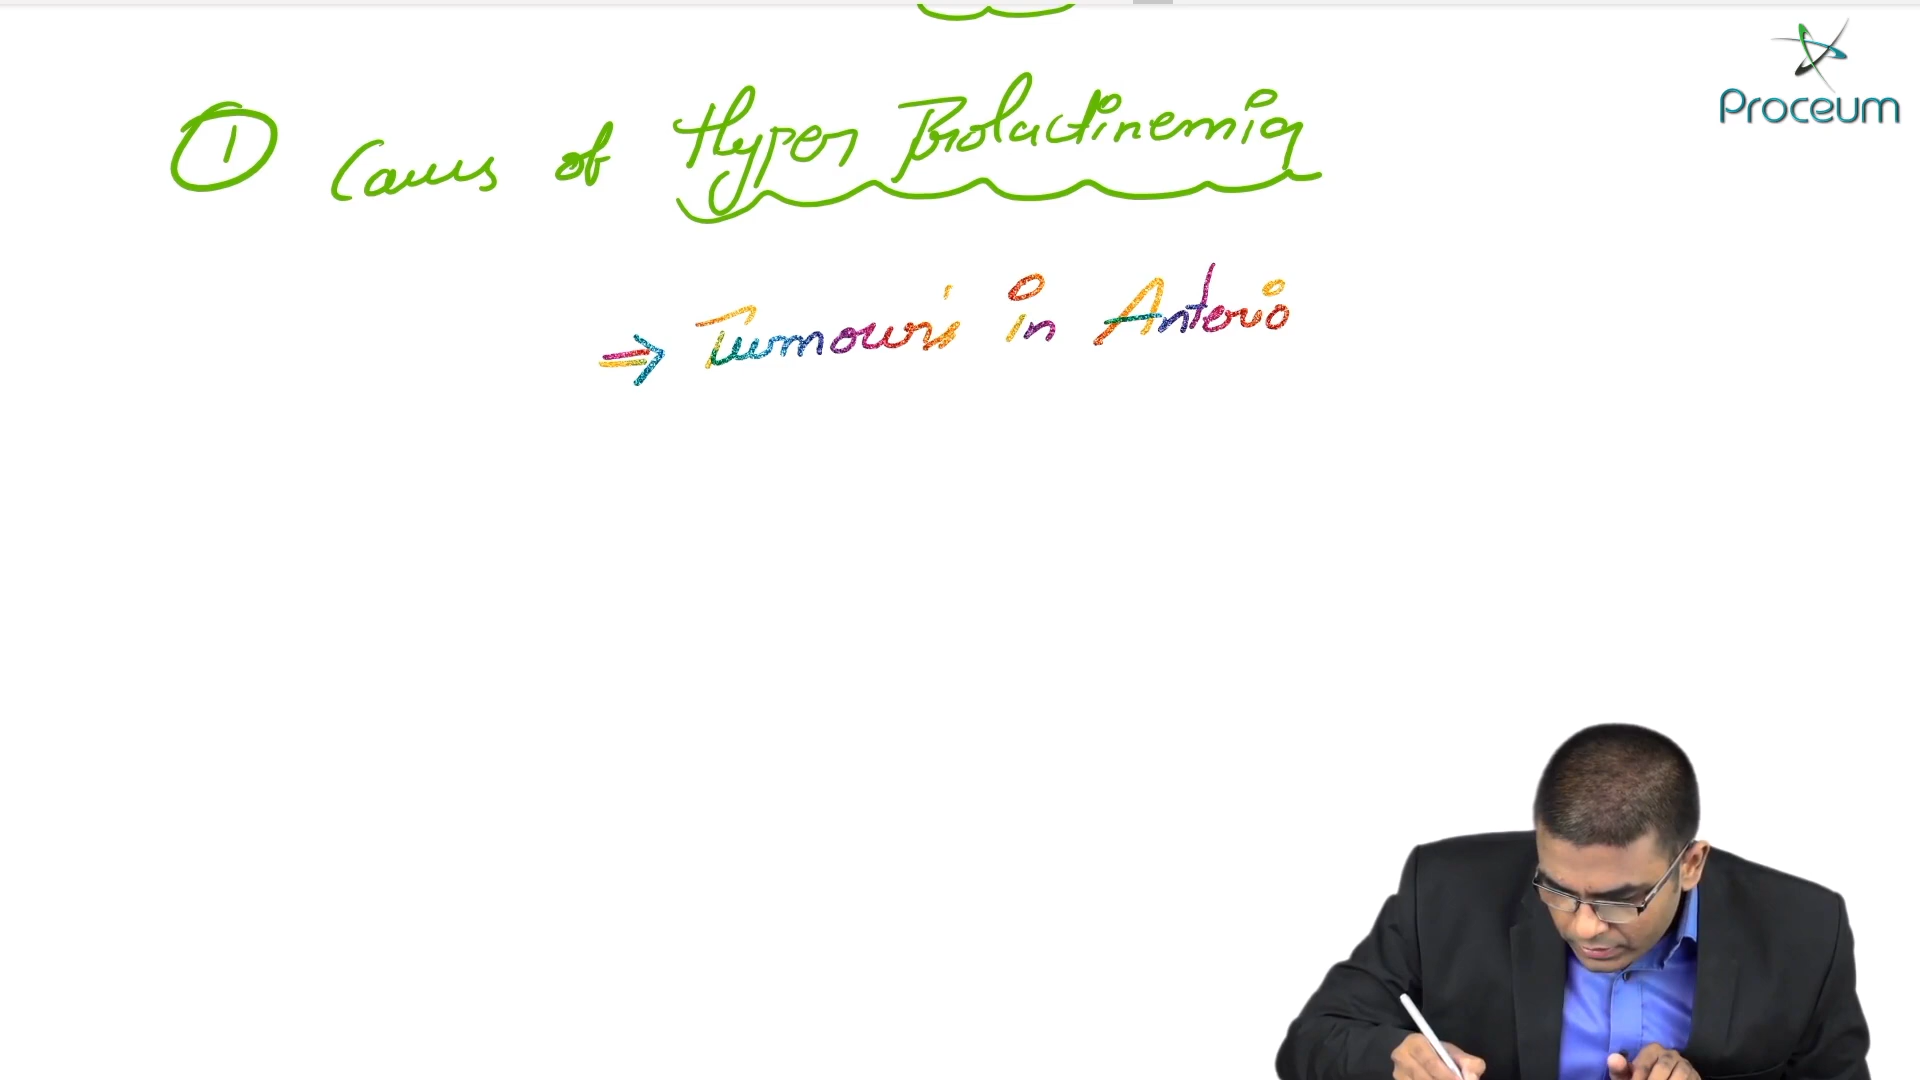 Proceum
① Causes of Hyper Prolactinemia
⇒ Tumours in Anterio